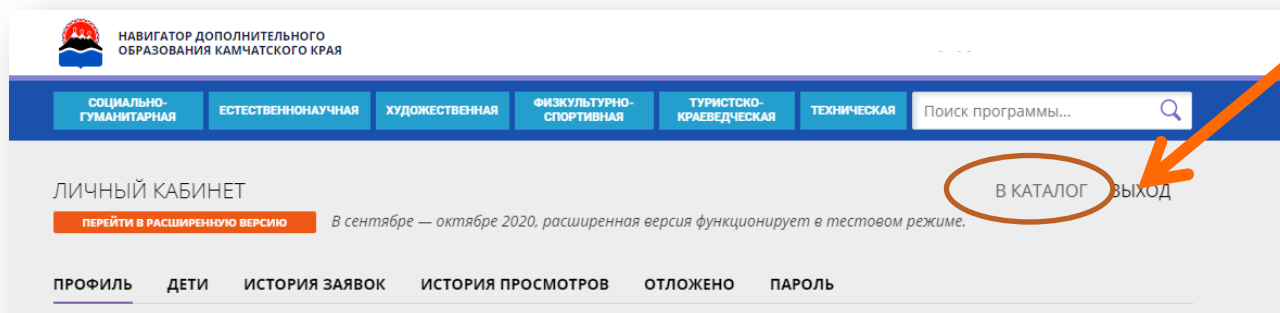 НАВИГАТОР ДОПОЛНИТЕЛЬНОГО
ОБРАЗОВАНИЯ КАМЧАТСКОГО КРАЯ
СОЦИАЛЬНО-
ГУМАНИТАРНАЯ
ЕСТЕСТВЕННОНАУЧНАЯ
ХУДОЖЕСТВЕННАЯ
ФИЗКУЛЬТУРНО-
СПОРТИВНАЯ
ТУРИСТСКО-
КРАЕВЕДЧЕСКАЯ
ТЕХНИЧЕСКАЯ
Поиск программы...
ЛИЧНЫЙ КАБИНЕТ
В КАТАЛОГ ВЫХОД
ПЕРЕЙТИ В РАСШИРЕННУЮ ВЕРСИЮ В сентябре — октябре 2020, расширенная версия функционирует в тестовом режиме.
ПРОФИЛЬ ДЕТИ ИСТОРИЯ ЗАЯВОК ИСТОРИЯ ПРОСМОТРОВ ОТЛОЖЕНО ПАРОЛЬ